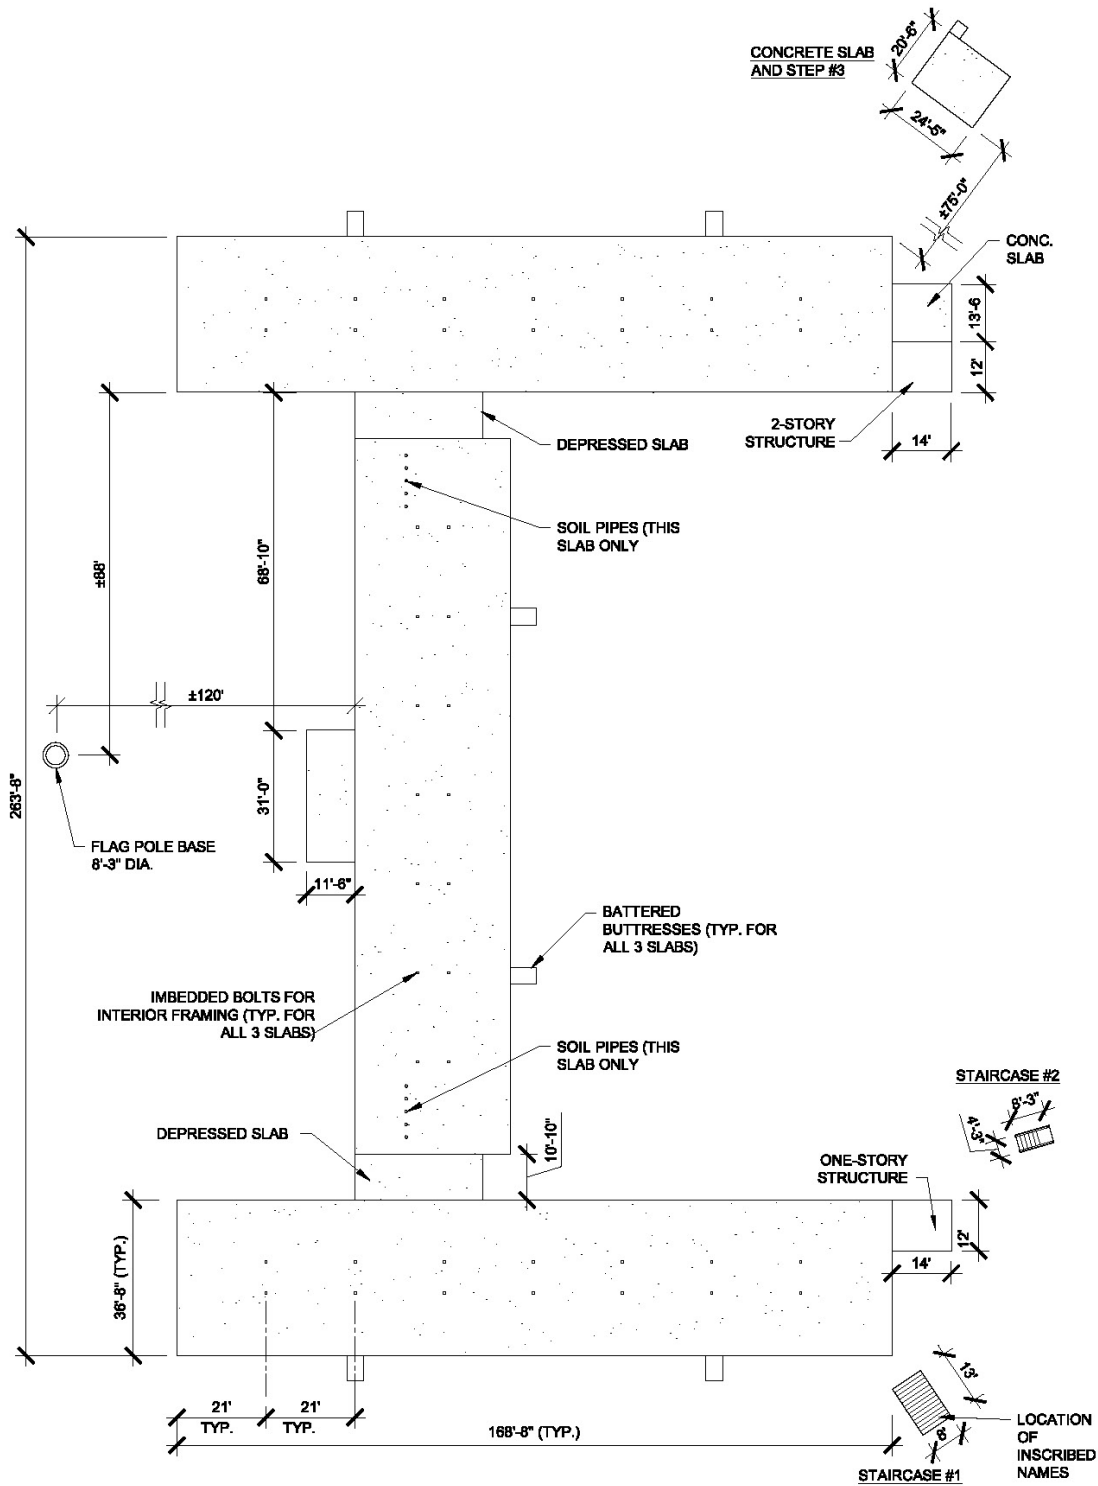 CONCRETE SLAB
AND STEP #3
20'-6"
24'-5"
±75'-0"
CONC.
SLAB
13'-6
12'
2-STORY
STRUCTURE
14'
DEPRESSED SLAB
SOIL PIPES (THIS
SLAB ONLY
±88'
68'-10"
±120'
263'-8"
31'-0"
FLAG POLE BASE
8'-3" DIA.
11'-6"
BATTERED
BUTTRESSES (TYP. FOR
ALL 3 SLABS)
IMBEDDED BOLTS FOR
INTERIOR FRAMING (TYP. FOR
ALL 3 SLABS)
SOIL PIPES (THIS
SLAB ONLY
STAIRCASE #2
8'-3"
4'-3"
DEPRESSED SLAB
10'-10"
ONE-STORY
STRUCTURE
12'
14'
36'-8" (TYP.)
13'
21'
TYP.
21'
TYP.
168'-8" (TYP.)
8'
LOCATION
OF
INSCRIBED
NAMES
STAIRCASE #1